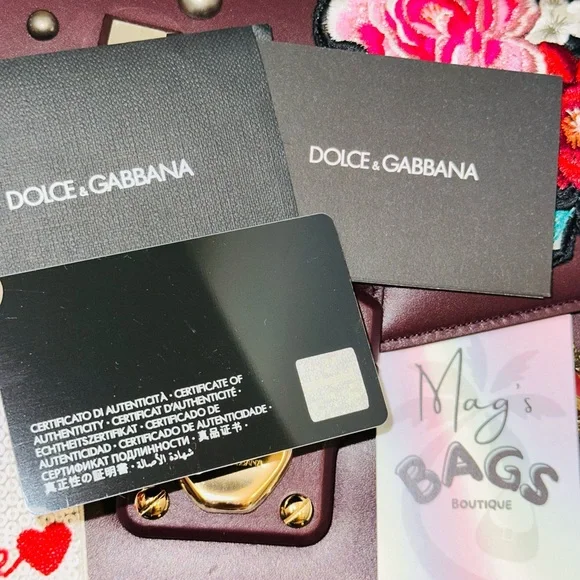 DOLCE & GABBANA
DOLCE & GABBANA
CERTIFICATO DI AUTENTICITÀ · CERTIFICATE OF
AUTHENTICITY · CERTIFICAT D'AUTHENTICITÉ ·
ECHTHEITSZERTIFIKAT · CERTIFICADO DE
AUTENTICIDAD · CERTIFICADO DE AUTENTICIDADE ·
СЕРТИФИКАТ ПОДЛИННОСТИ · 真品证书 ·
真正性の証明書 · شهادة الأصالة
Mag's
BAGS
BOUTIQUE